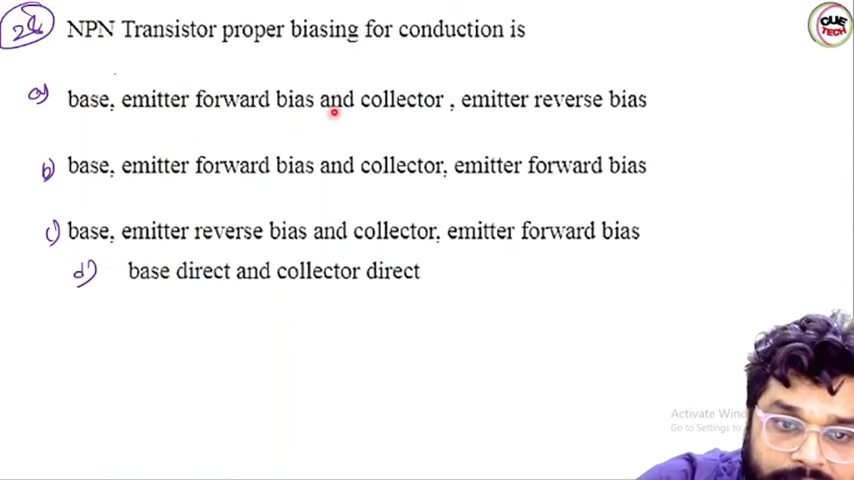 24 NPN Transistor proper biasing for conduction is
CUE
TECH
a) base, emitter forward bias and collector , emitter reverse bias
b) base, emitter forward bias and collector, emitter forward bias
c) base, emitter reverse bias and collector, emitter forward bias
d) base direct and collector direct
Activate Wind
Go to Settings to